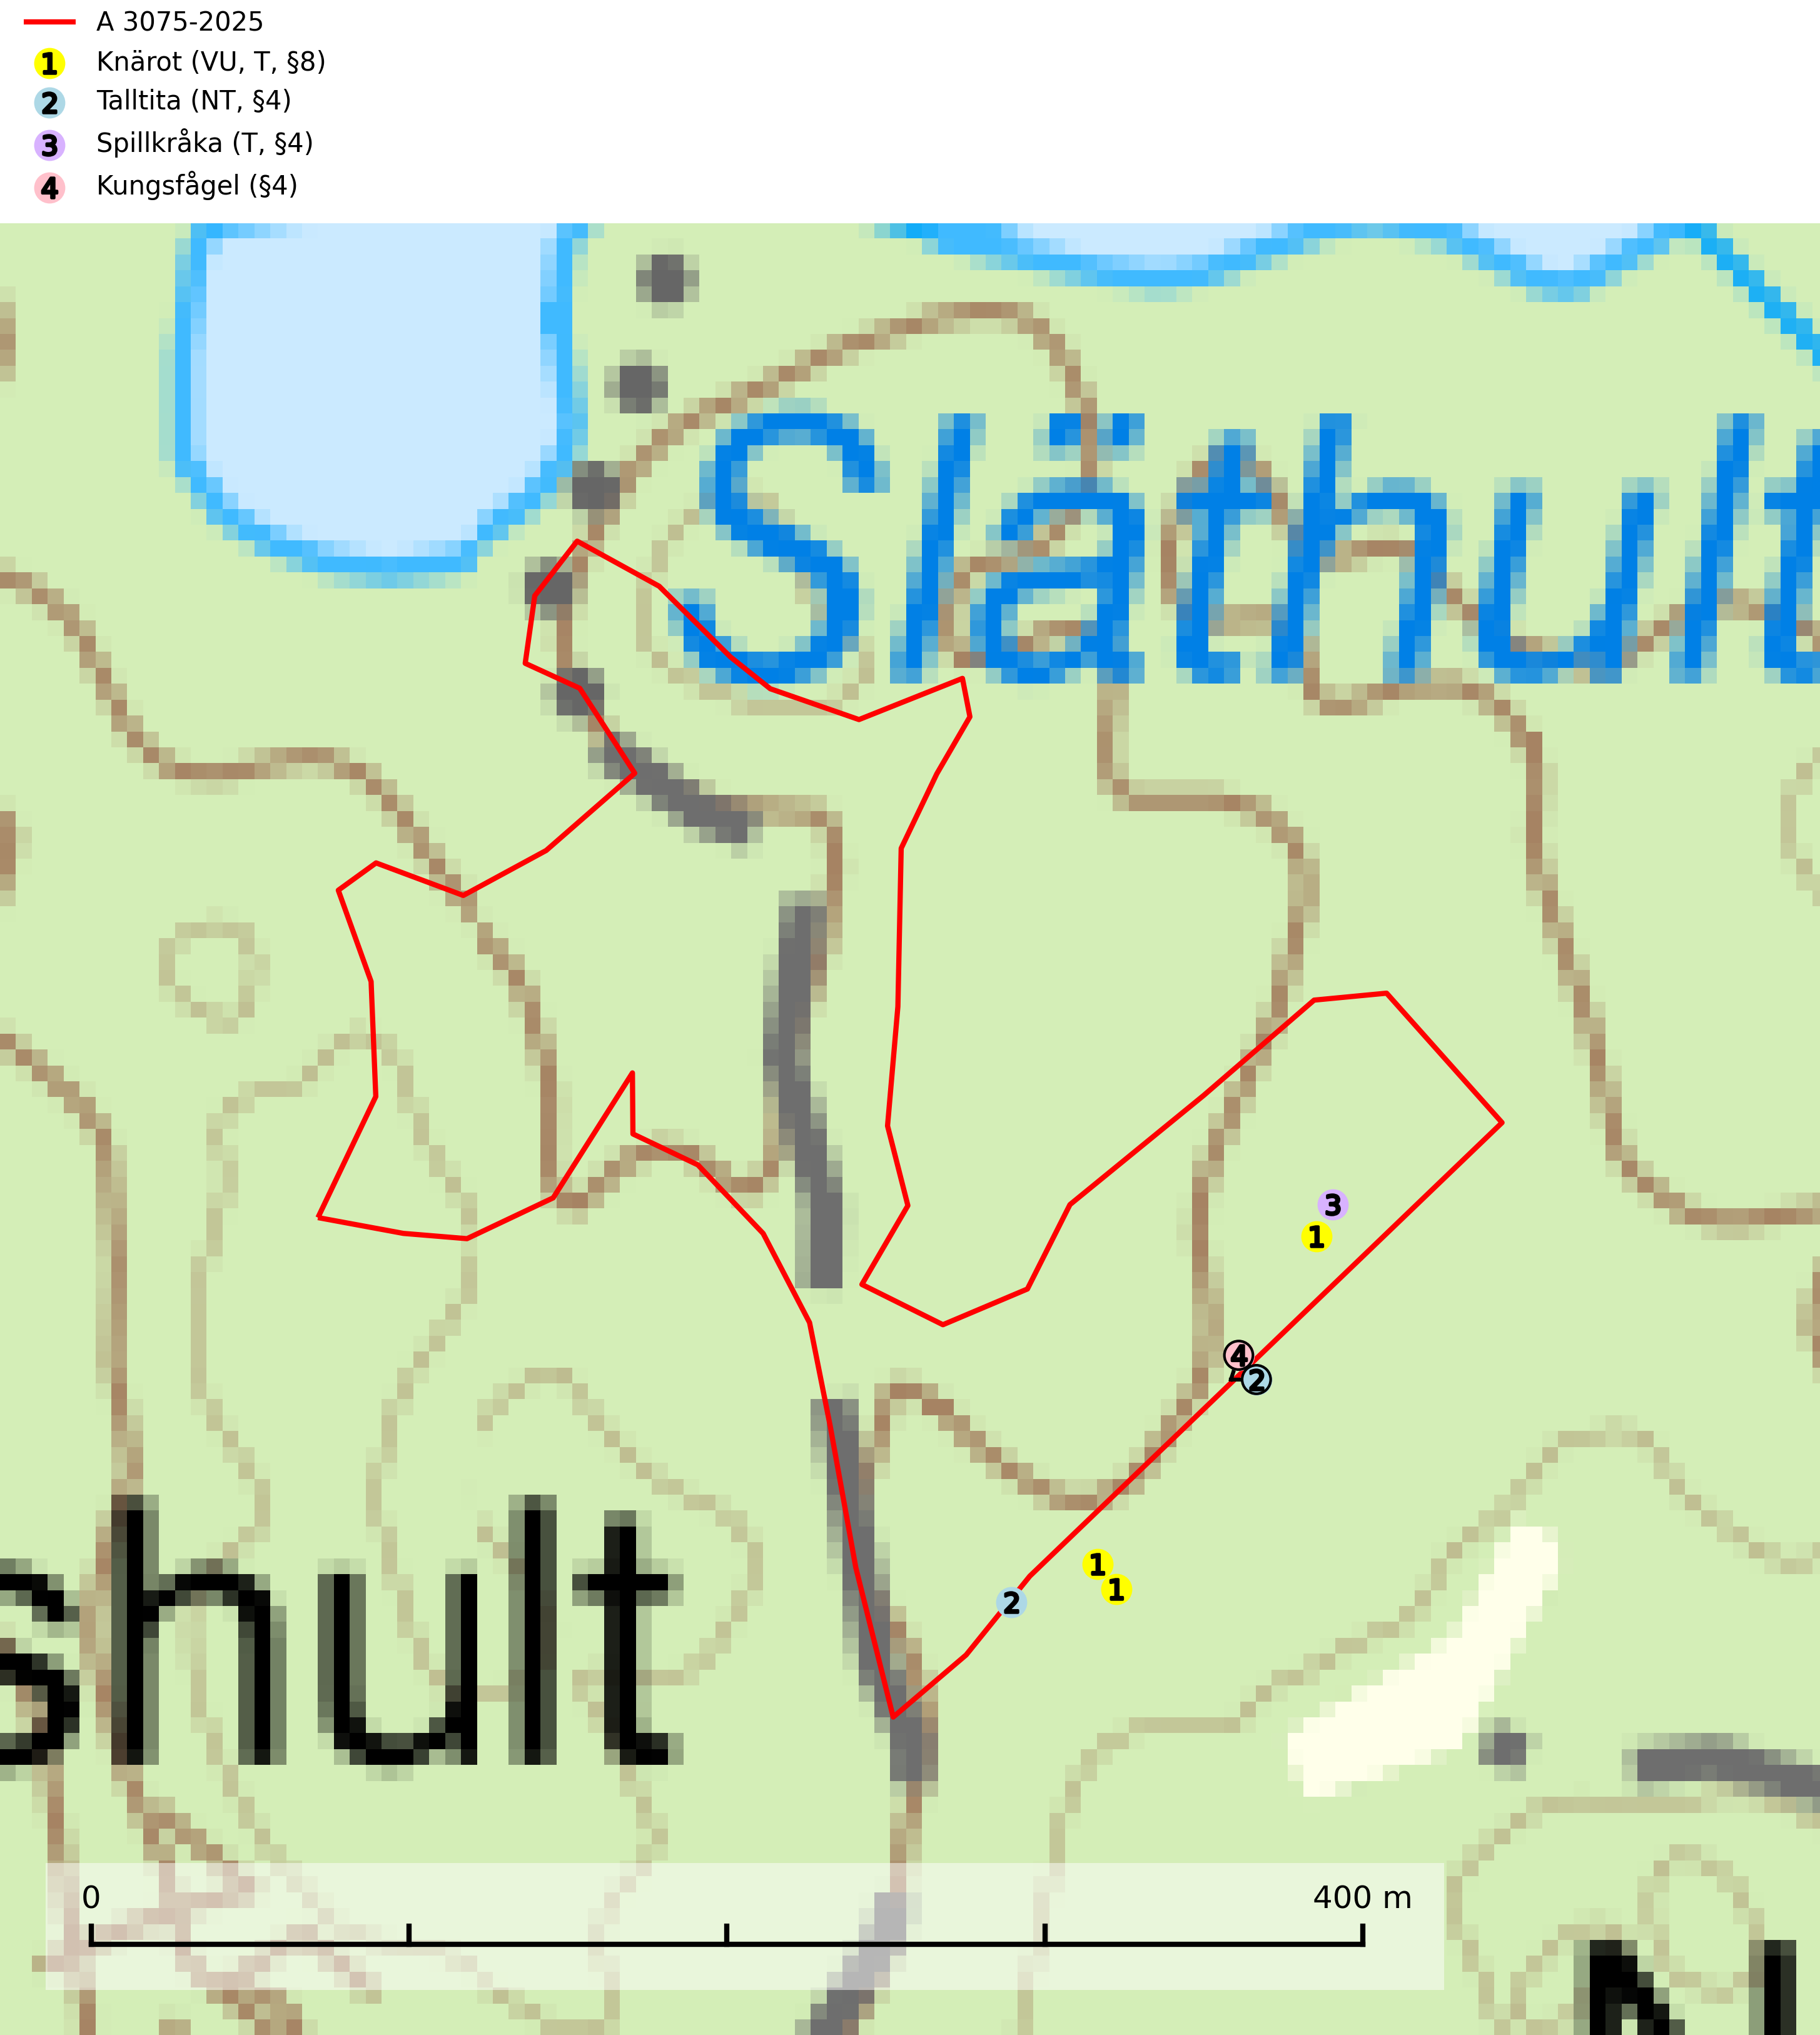 A 3075-2025
1 Knärot (VU, T, §8)
2 Talltita (NT, §4)
3 Spillkråka (T, §4)
4 Kungsfågel (§4)
Släthult
3
1
4
2
1
1
2
shult
0 400 m